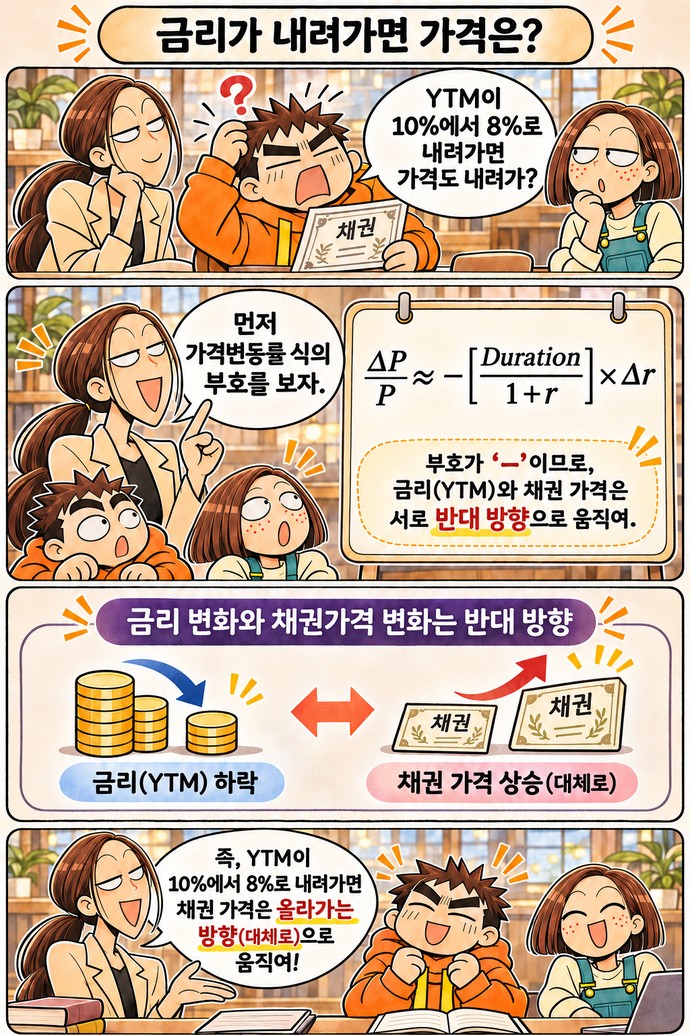 금리가 내려가면 가격은?
?
YTM이
10%에서 8%로
내려가면
가격도 내려가?
채권
먼저
가격변동률 식의
부호를 보자.
ΔP/P ≈ −[Duration/1+r] × Δr
부호가 ‘−’이므로,
금리(YTM)와 채권 가격은
서로 반대 방향으로 움직여.
금리 변화와 채권가격 변화는 반대 방향
채권
채권
금리(YTM) 하락
채권 가격 상승(대체로)
즉, YTM이
10%에서 8%로 내려가면
채권 가격은 올라가는
방향(대체로)으로
움직여!